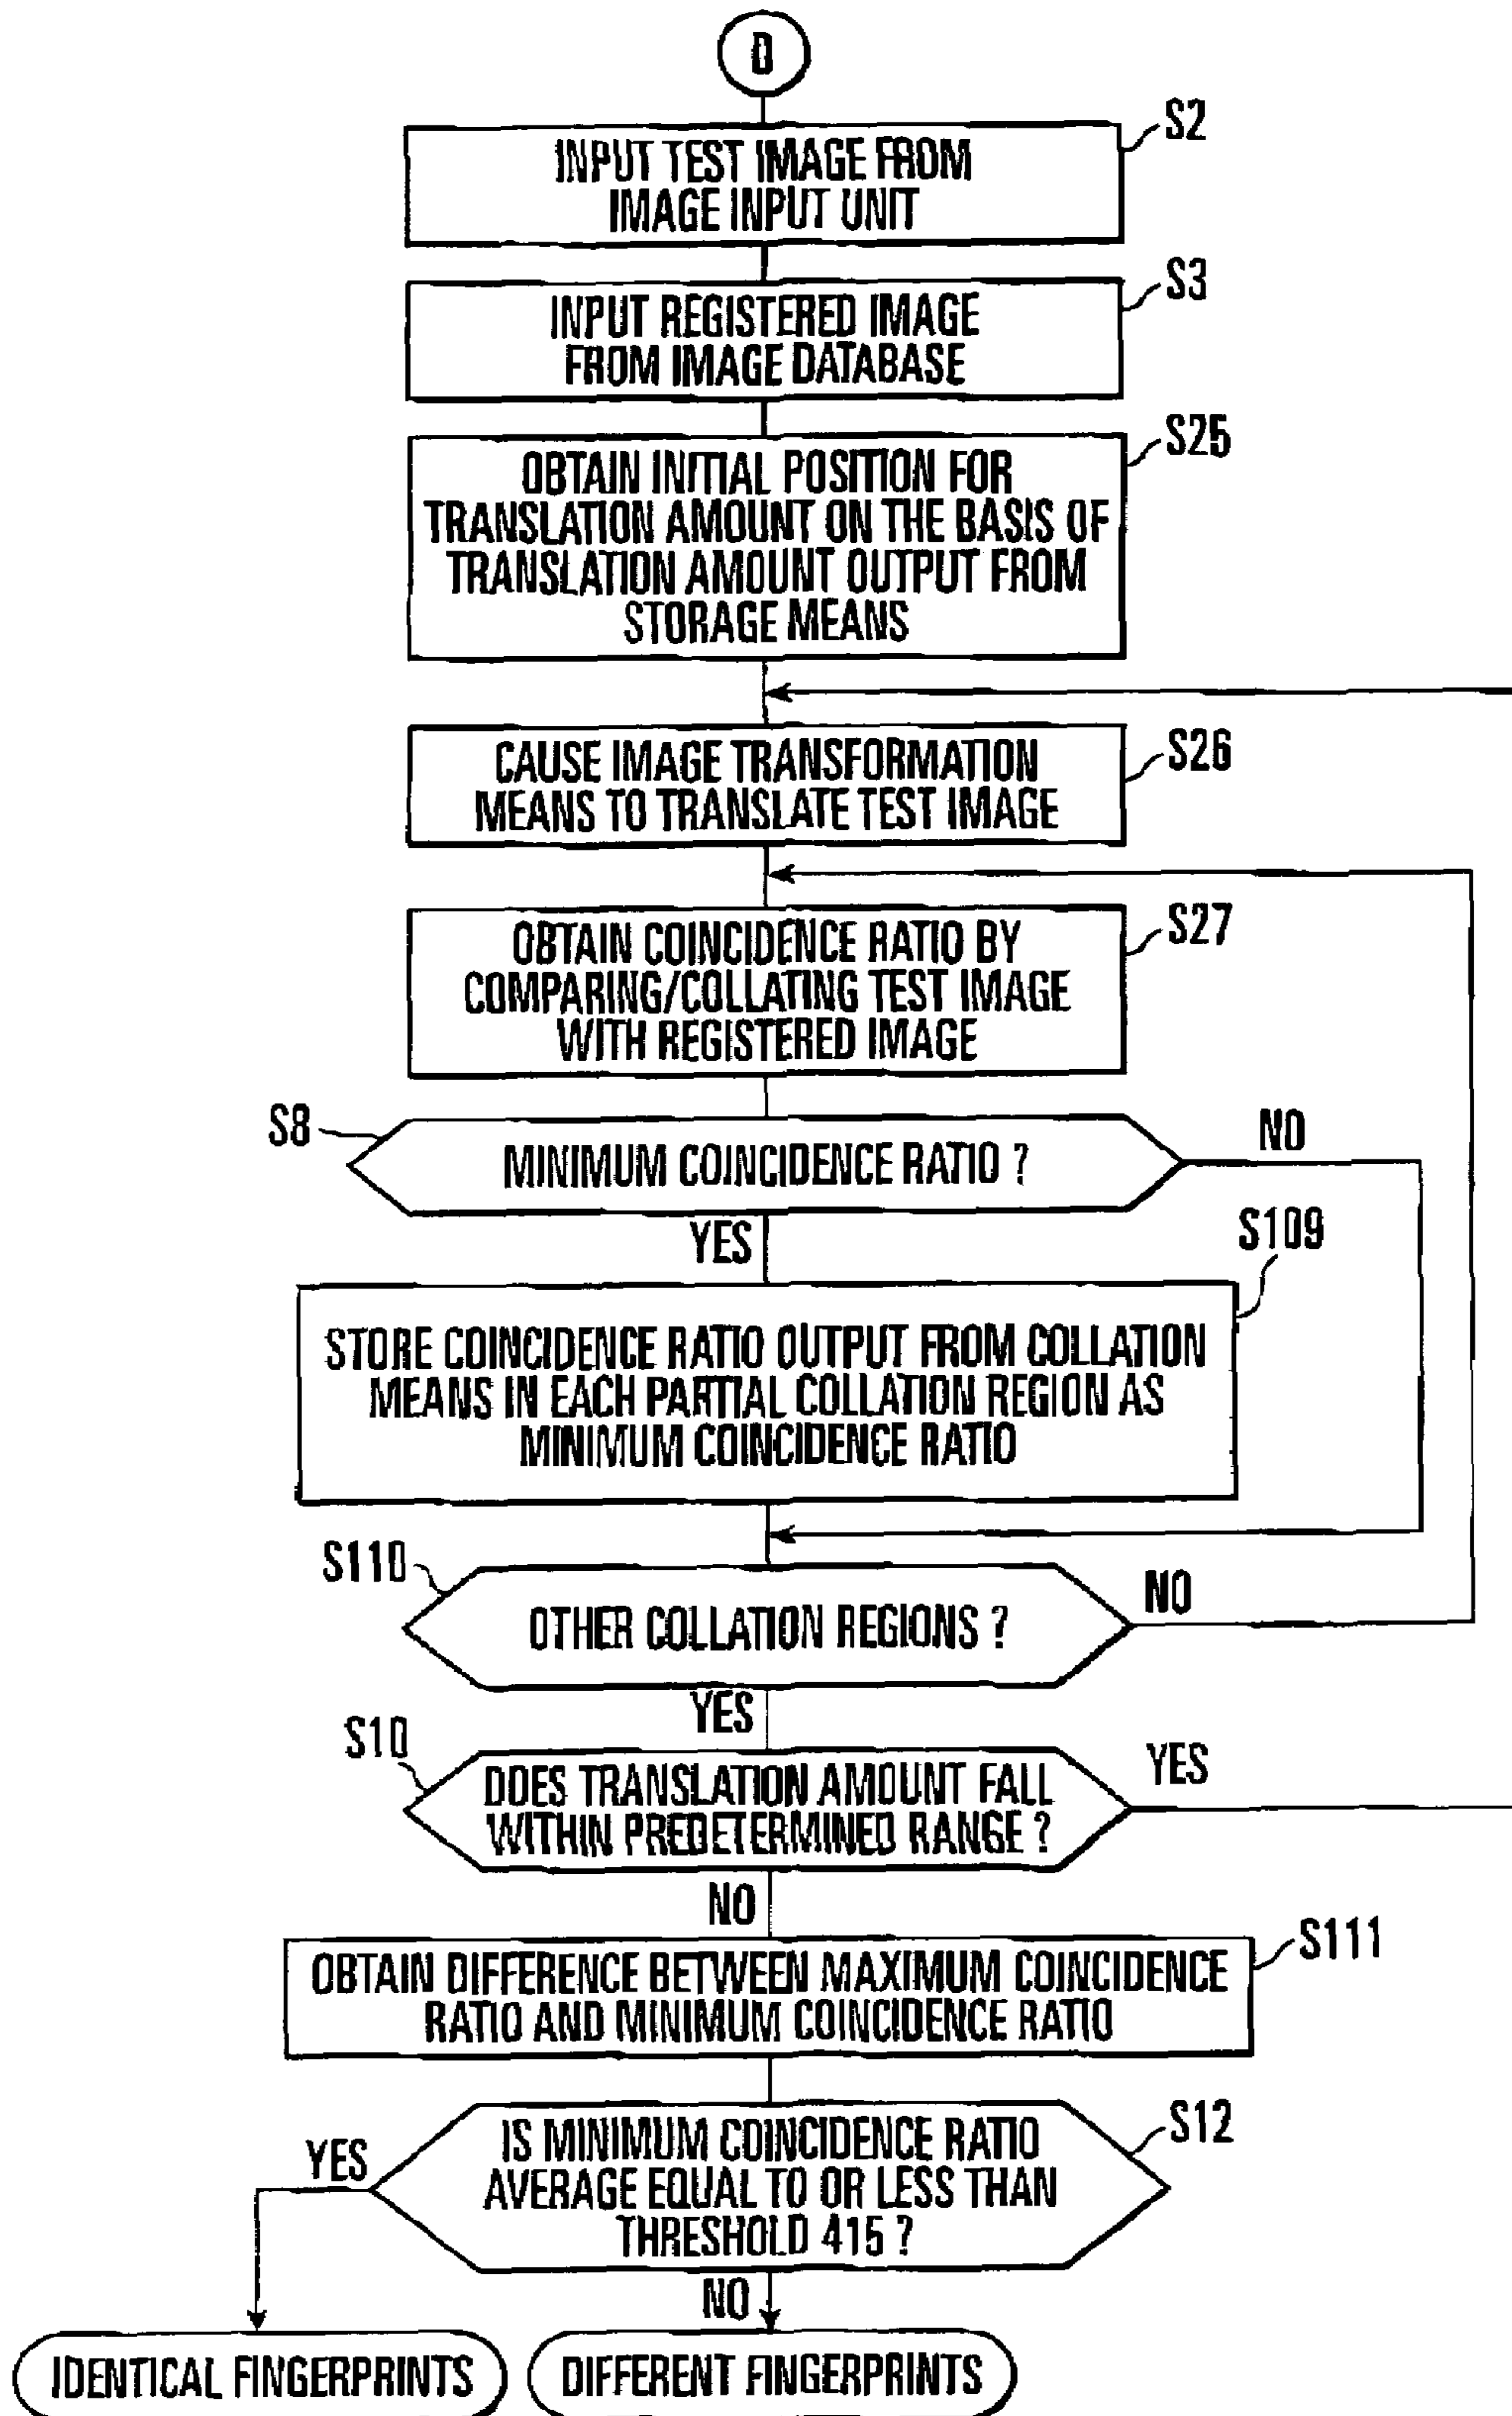 D
S2
INPUT TEST IMAGE FROM
IMAGE INPUT UNIT
S3
INPUT REGISTERED IMAGE
FROM IMAGE DATABASE
S25
OBTAIN INITIAL POSITION FOR
TRANSLATION AMOUNT ON THE BASIS OF
TRANSLATION AMOUNT OUTPUT FROM
STORAGE MEANS
S26
CAUSE IMAGE TRANSFORMATION
MEANS TO TRANSLATE TEST IMAGE
S27
OBTAIN COINCIDENCE RATIO BY
COMPARING/COLLATING TEST IMAGE
WITH REGISTERED IMAGE
S8
MINIMUM COINCIDENCE RATIO ?
NO
YES
S109
STORE COINCIDENCE RATIO OUTPUT FROM COLLATION
MEANS IN EACH PARTIAL COLLATION REGION AS
MINIMUM COINCIDENCE RATIO
S110
OTHER COLLATION REGIONS ?
NO
YES
S10
DOES TRANSLATION AMOUNT FALL
WITHIN PREDETERMINED RANGE ?
YES
NO
S111
OBTAIN DIFFERENCE BETWEEN MAXIMUM COINCIDENCE
RATIO AND MINIMUM COINCIDENCE RATIO
S12
IS MINIMUM COINCIDENCE RATIO
AVERAGE EQUAL TO OR LESS THAN
THRESHOLD 415 ?
YES
NO
IDENTICAL FINGERPRINTS
DIFFERENT FINGERPRINTS